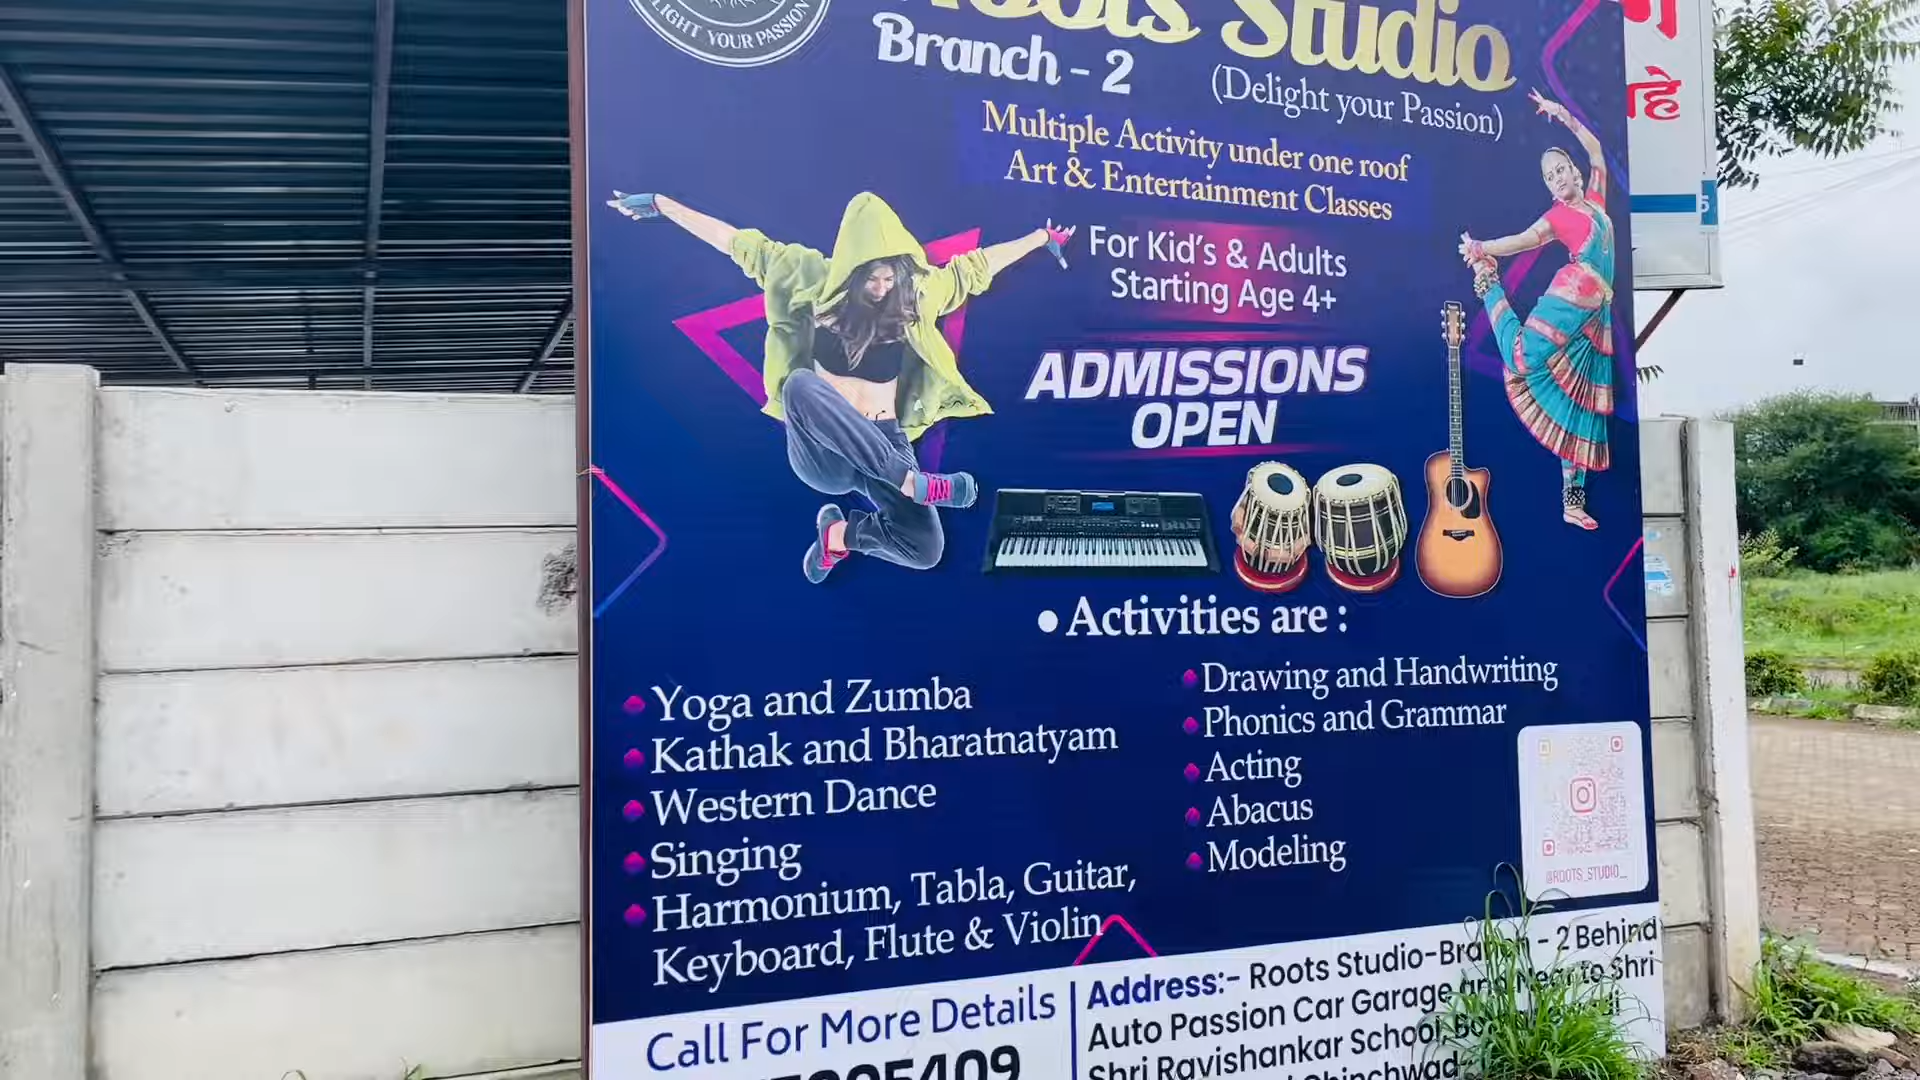 LIGHT YOUR PASSION
Roots Studio
Branch - 2
(Delight your Passion)
Multiple Activity under one roof
Art & Entertainment Classes
For Kid's & Adults
Starting Age 4+
ADMISSIONS
OPEN
• Activities are :
Yoga and Zumba
Kathak and Bharatnatyam
Western Dance
Singing
Harmonium, Tabla, Guitar,
Keyboard, Flute & Violin
Drawing and Handwriting
Phonics and Grammar
Acting
Abacus
Modeling
@ROOTS_STUDIO_
Call For More Details
5409
Address:- Roots Studio-Branch - 2 Behind
Auto Passion Car Garage and Near to Shri
Shri Ravishankar School,
Chinchwad-
हे